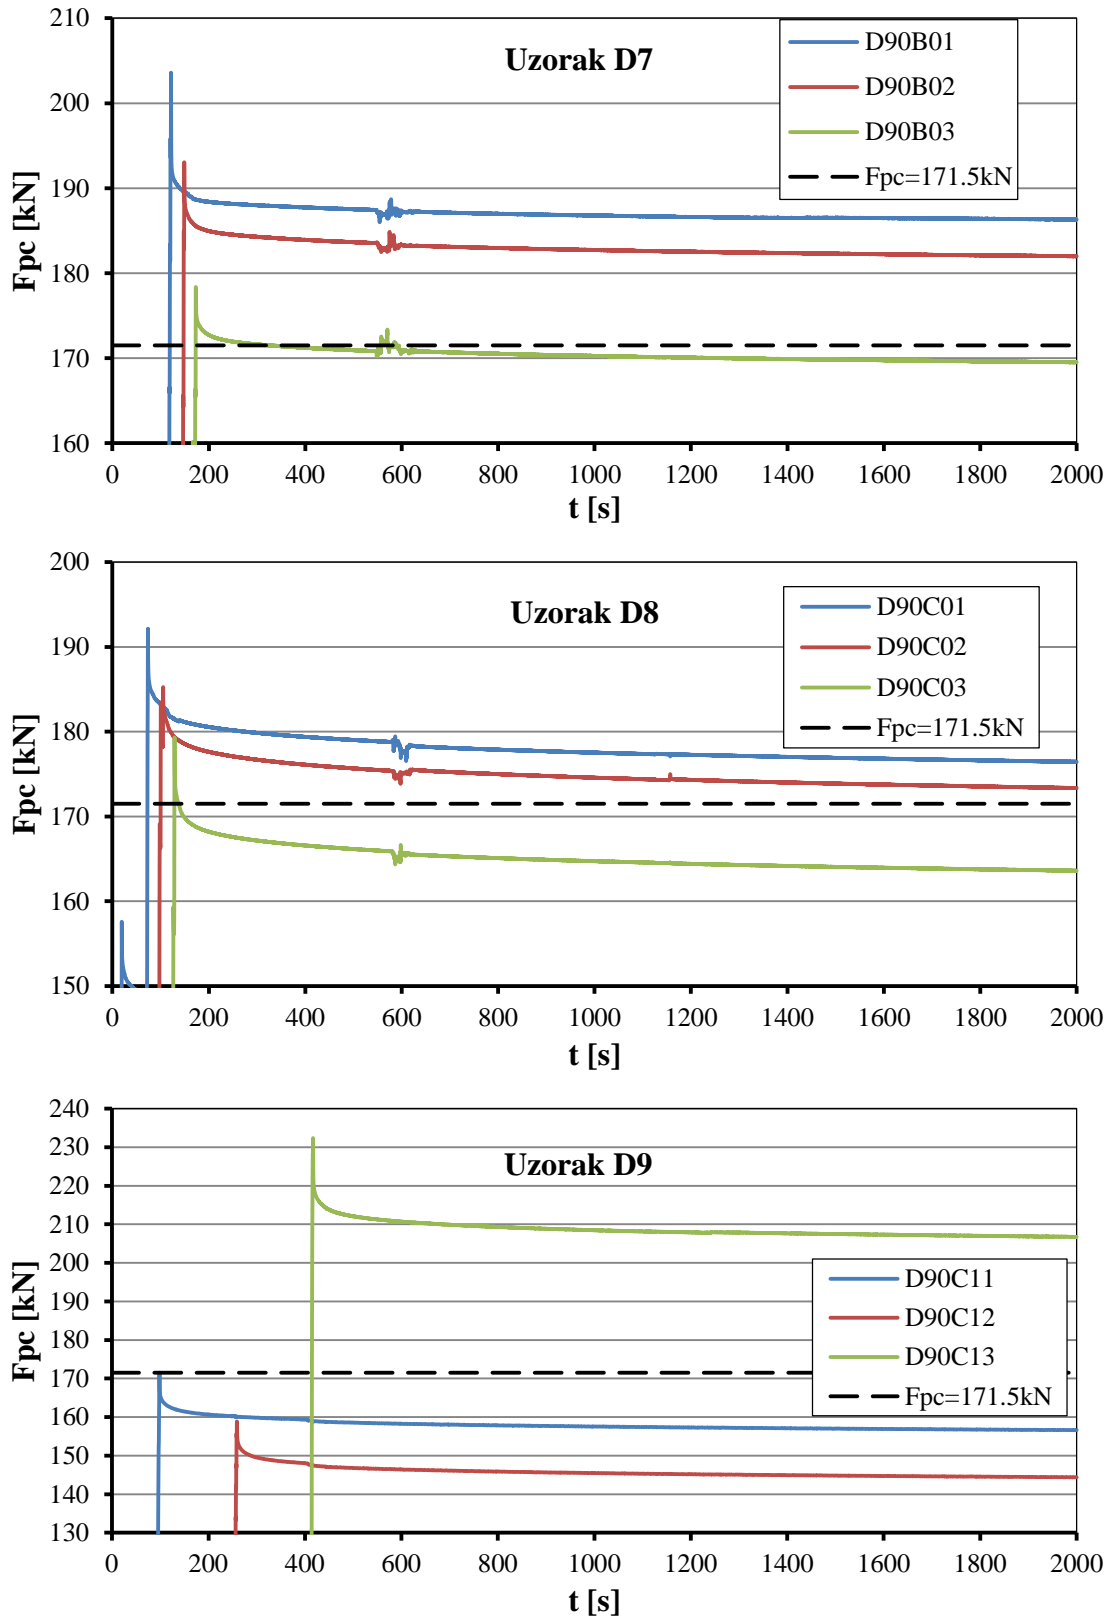 Uzorak D7
D90B01
D90B02
D90B03
Fpc=171.5kN
Fpc [kN]
210
200
190
180
170
160
0 200 400 600 800 1000 1200 1400 1600 1800 2000
t [s]
Uzorak D8
D90C01
D90C02
D90C03
Fpc=171.5kN
Fpc [kN]
200
190
180
170
160
150
0 200 400 600 800 1000 1200 1400 1600 1800 2000
t [s]
Uzorak D9
D90C11
D90C12
D90C13
Fpc=171.5kN
Fpc [kN]
240
230
220
210
200
190
180
170
160
150
140
130
0 200 400 600 800 1000 1200 1400 1600 1800 2000
t [s]